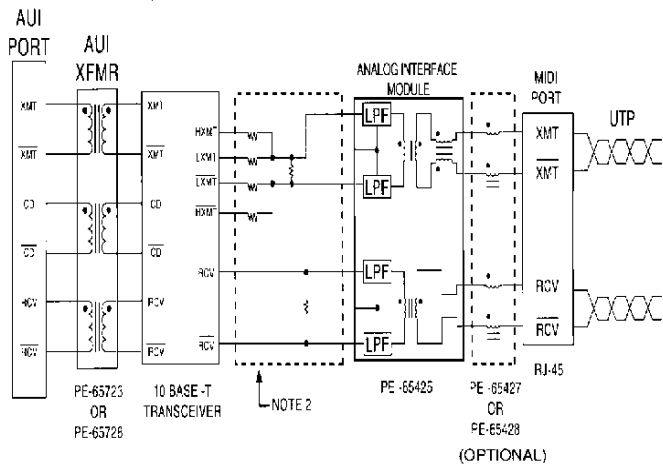 AUI
PORT
AUI
XFMR
ANALOG INTERFACE
MODULE
MIDI
PORT
UTP
XMT
XMT
XMT
XMT
CD
CD
CD
CD
RCV
RCV
RCV
RCV
HXMT
LXMT
LXMT
HXMT
RCV
RCV
LPF
LPF
LPF
LPF
XMT
XMT
RCV
RCV
PE-65723
OR
PE-65728
10 BASE-T
TRANSCEIVER
NOTE 2
PE-65425
PE-65427
OR
PE-65428
(OPTIONAL)
RJ-45